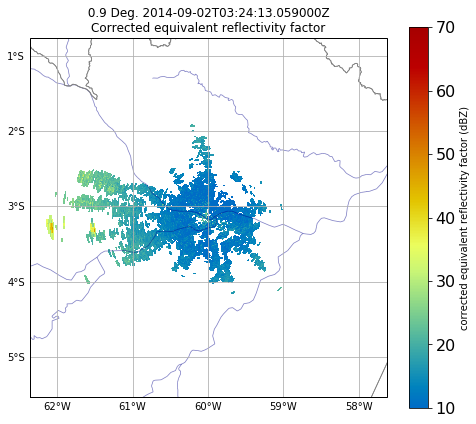 0.9 Deg. 2014-09-02T03:24:13.059000Z
Corrected equivalent reflectivity factor
1°S
2°S
3°S
4°S
5°S
62°W
61°W
60°W
59°W
58°W
70
60
50
40
30
20
10
corrected equivalent reflectivity factor (dBZ)